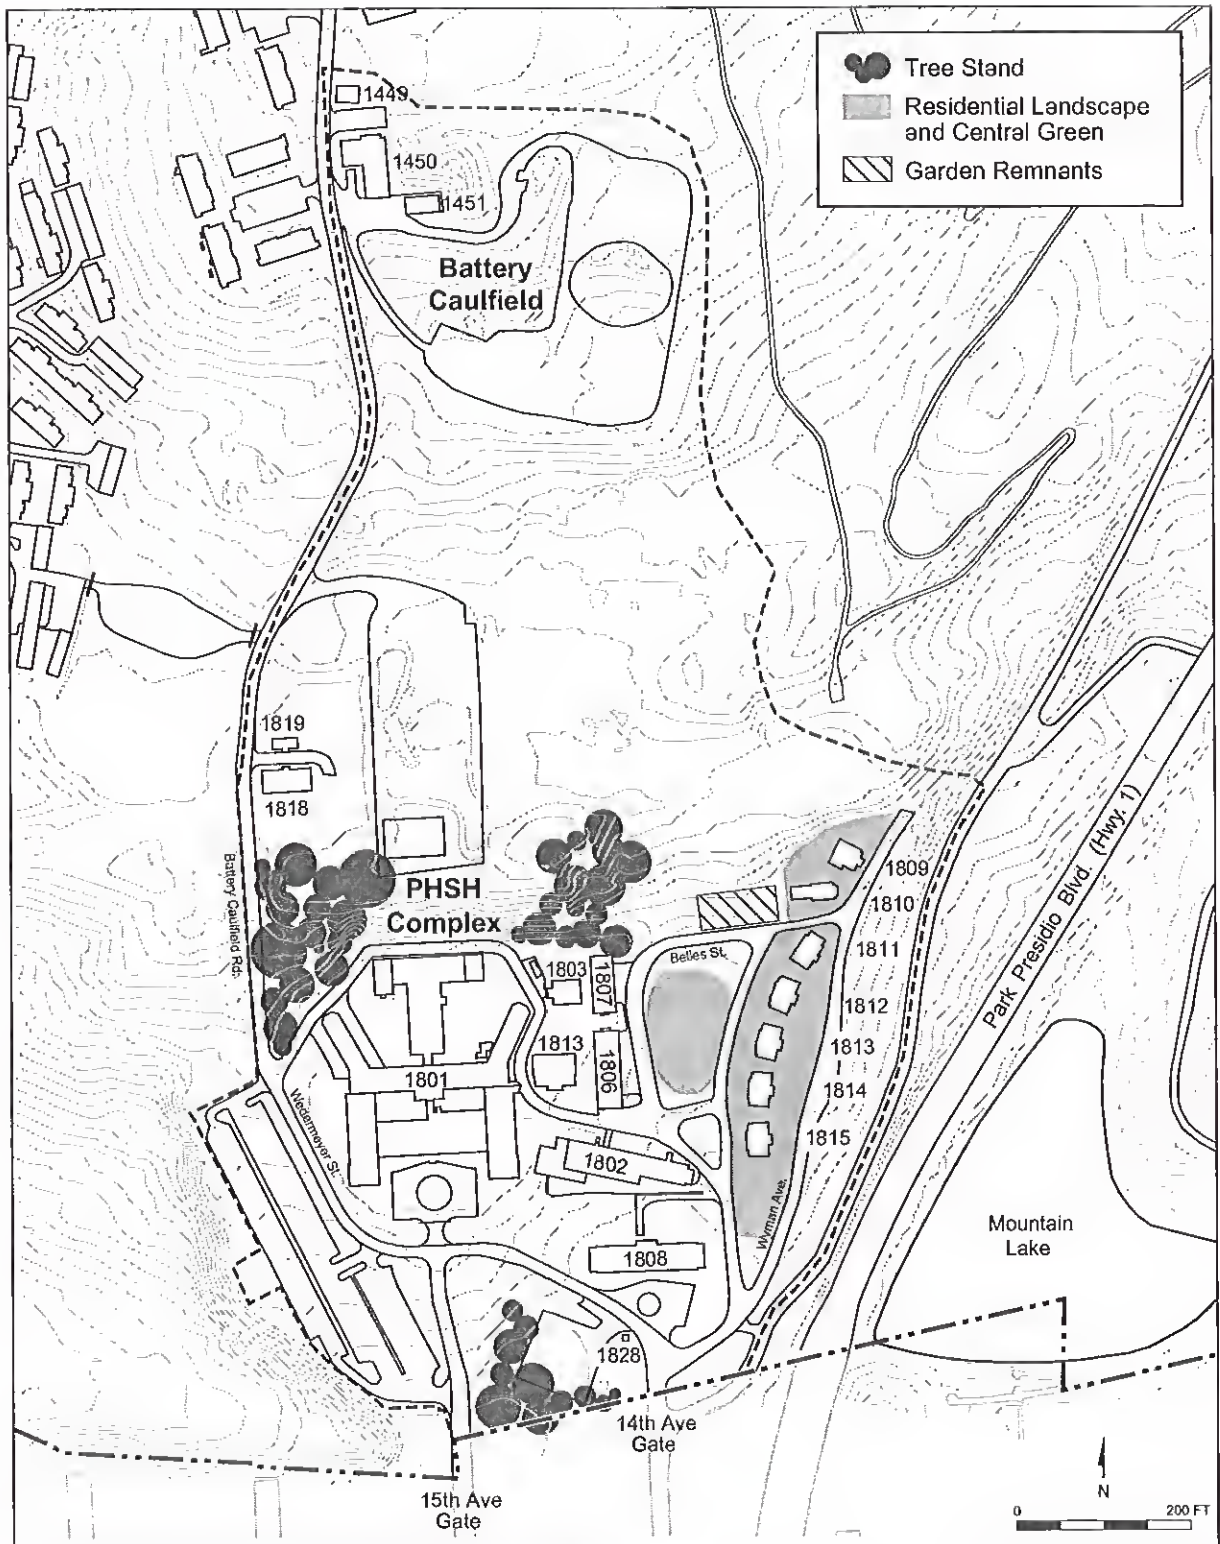 Tree Stand
Residential Landscape
and Central Green
Garden Remnants
1449
1450
1451
Battery
Caulfield
1819
1818
Battery Caulfield Rd.
PHSH
Complex
1809
1810
1811
1812
1813
1814
1815
Belles St.
1803
1807
1813
1806
1801
1802
1808
1828
Wedermeyer St.
Wyman Ave.
Park Presidio Blvd. (Hwy. 1)
Mountain
Lake
14th Ave
Gate
15th Ave
Gate
N
0 200 FT